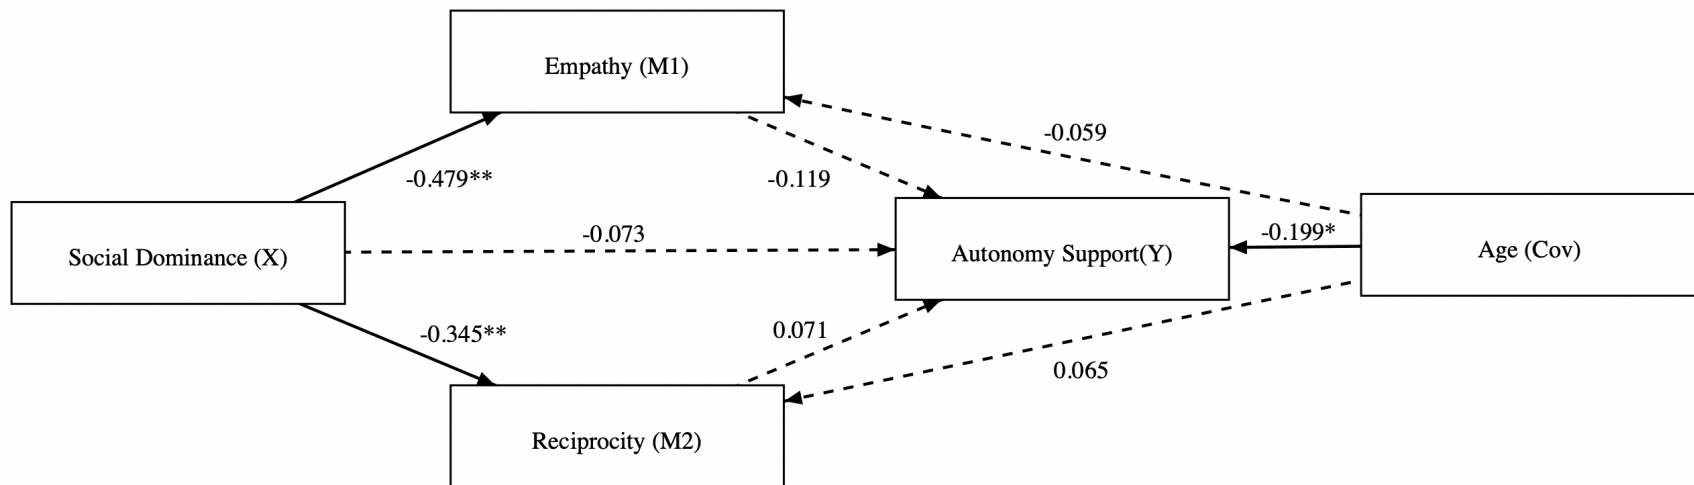 Empathy (M1)
-0.059
-0.479**
-0.119
-0.073
-0.199*
Social Dominance (X)
Autonomy Support(Y)
Age (Cov)
-0.345**
0.071
0.065
Reciprocity (M2)